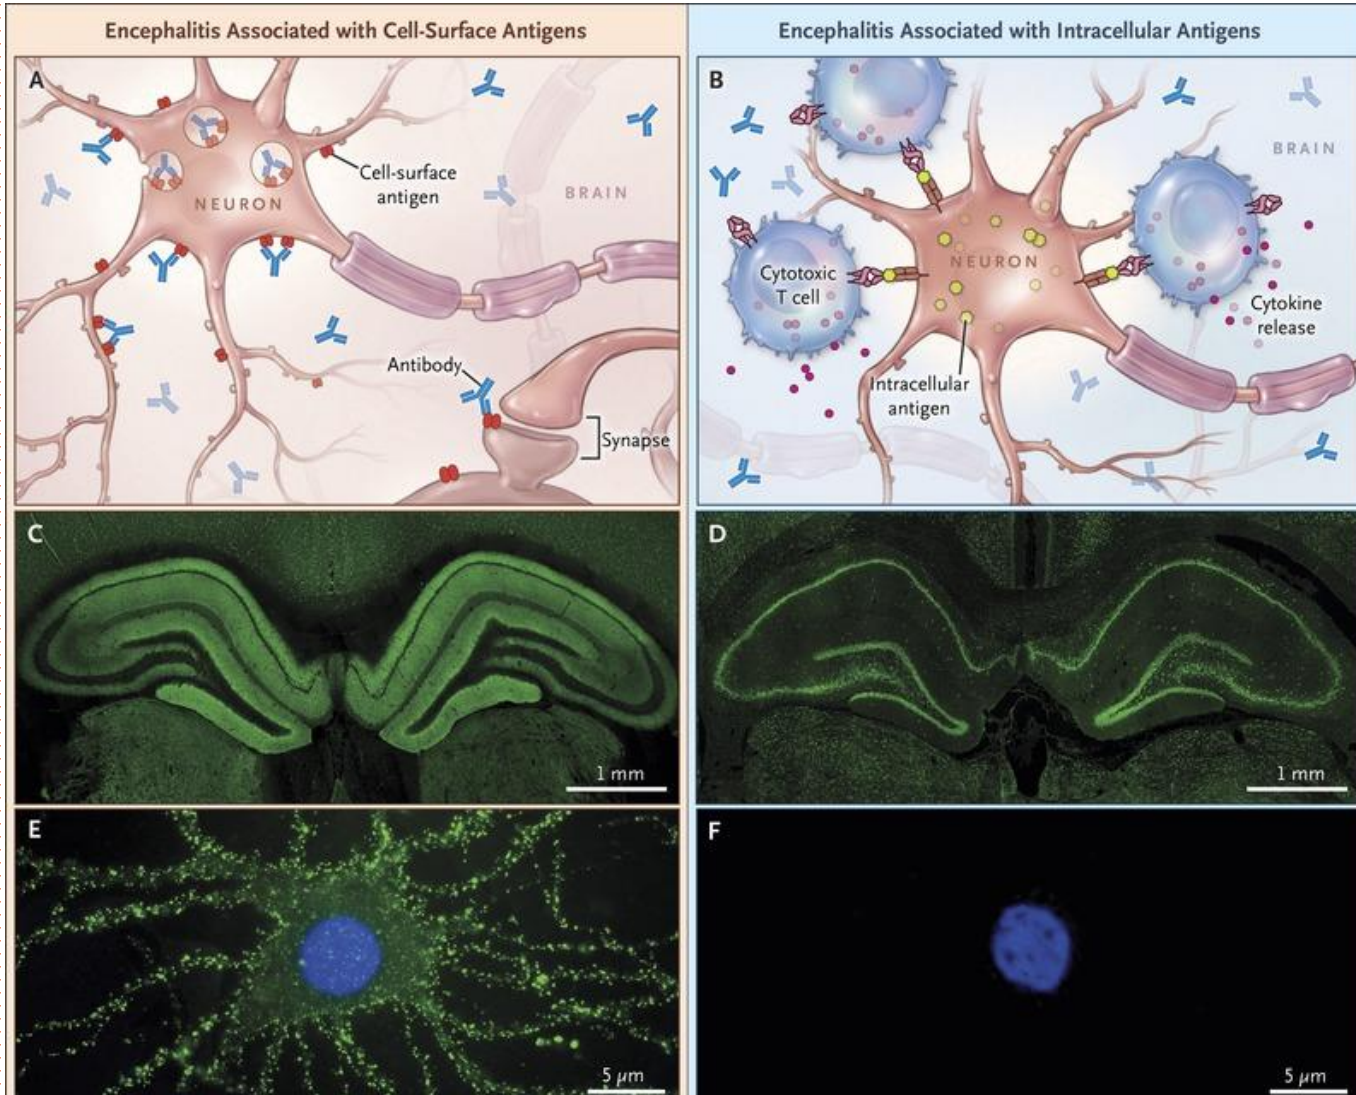 Encephalitis Associated with Cell-Surface Antigens
Encephalitis Associated with Intracellular Antigens
A
Cell-surface
antigen
NEURON
BRAIN
Antibody
Synapse
B
BRAIN
NEURON
Cytotoxic
T cell
Cytokine
release
Intracellular
antigen
C
1 mm
D
1 mm
E
5 µm
F
5 µm